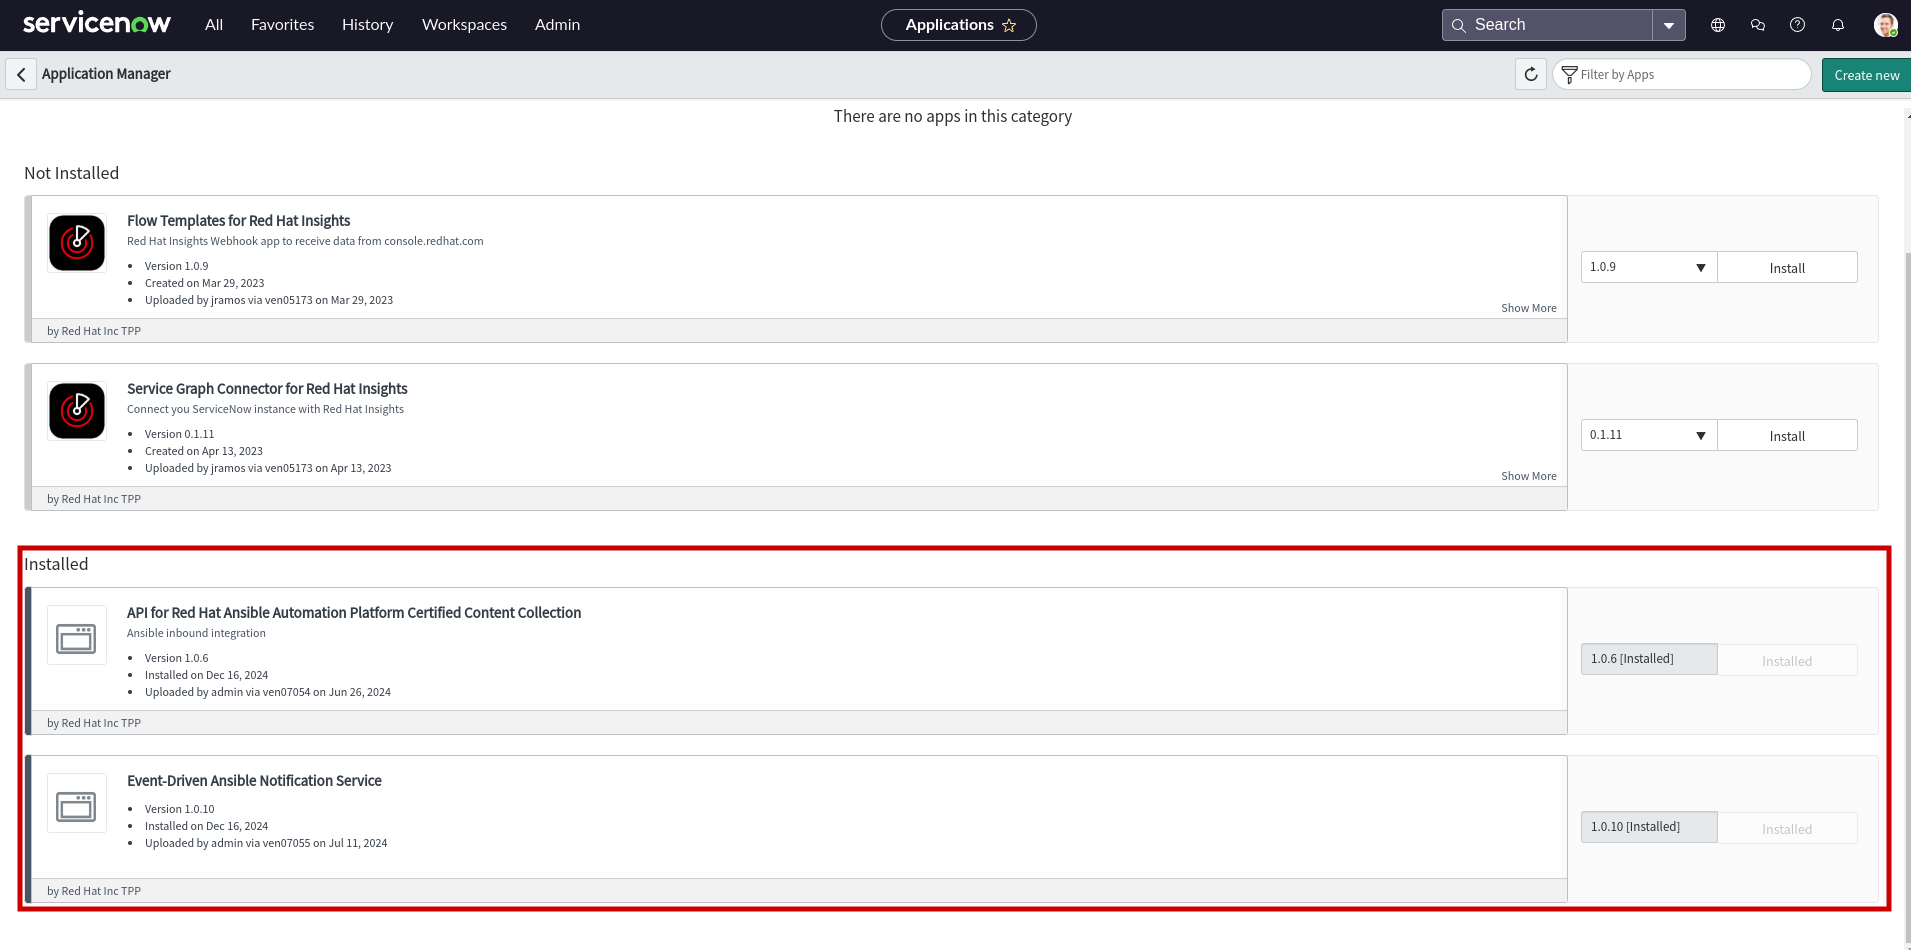 servicenow All Favorites History Workspaces Admin Applications Search
Application Manager Filter by Apps Create new
There are no apps in this category
Not Installed
Flow Templates for Red Hat Insights
Red Hat Insights Webhook app to receive data from console.redhat.com
• Version 1.0.9
• Created on Mar 29, 2023
• Uploaded by jramos via ven05173 on Mar 29, 2023
Show More
by Red Hat Inc TPP
1.0.9 Install
Service Graph Connector for Red Hat Insights
Connect you ServiceNow instance with Red Hat Insights
• Version 0.1.11
• Created on Apr 13, 2023
• Uploaded by jramos via ven05173 on Apr 13, 2023
Show More
by Red Hat Inc TPP
0.1.11 Install
Installed
API for Red Hat Ansible Automation Platform Certified Content Collection
Ansible inbound integration
• Version 1.0.6
• Installed on Dec 16, 2024
• Uploaded by admin via ven07054 on Jun 26, 2024
by Red Hat Inc TPP
1.0.6 [Installed] Installed
Event-Driven Ansible Notification Service
• Version 1.0.10
• Installed on Dec 16, 2024
• Uploaded by admin via ven07055 on Jul 11, 2024
by Red Hat Inc TPP
1.0.10 [Installed] Installed